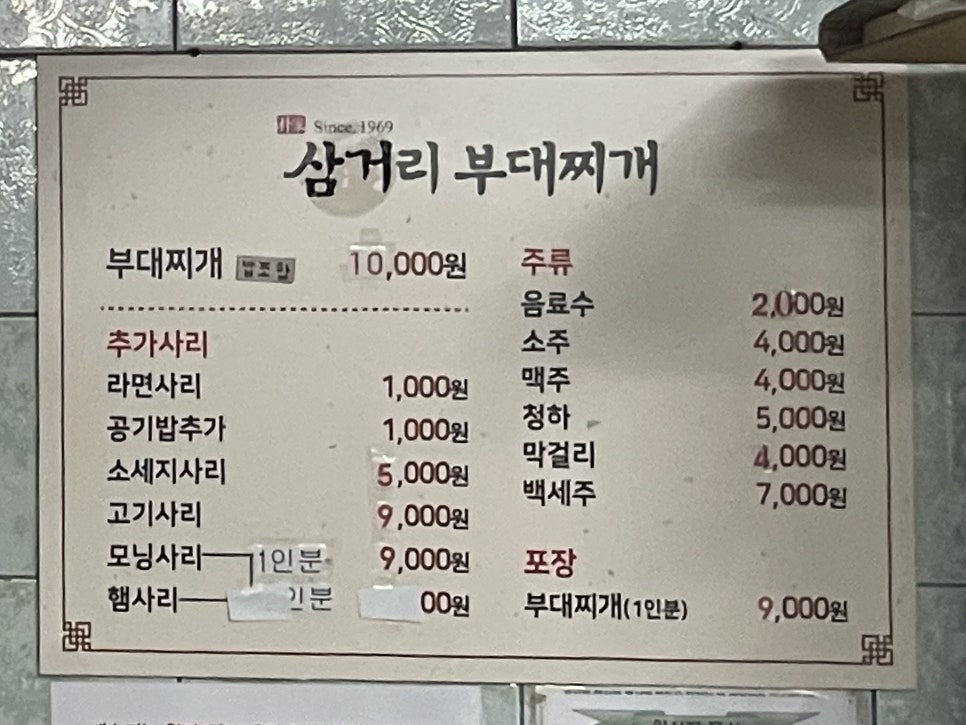 Since. 1969
삼거리 부대찌개
부대찌개 밥포함 10,000원
추가사리
라면사리 1,000원
공기밥추가 1,000원
소세지사리 5,000원
고기사리 9,000원
모닝사리 1인분 9,000원
햄사리 인분 00원
주류
음료수 2,000원
소주 4,000원
맥주 4,000원
청하 5,000원
막걸리 4,000원
백세주 7,000원
포장
부대찌개(1인분) 9,000원